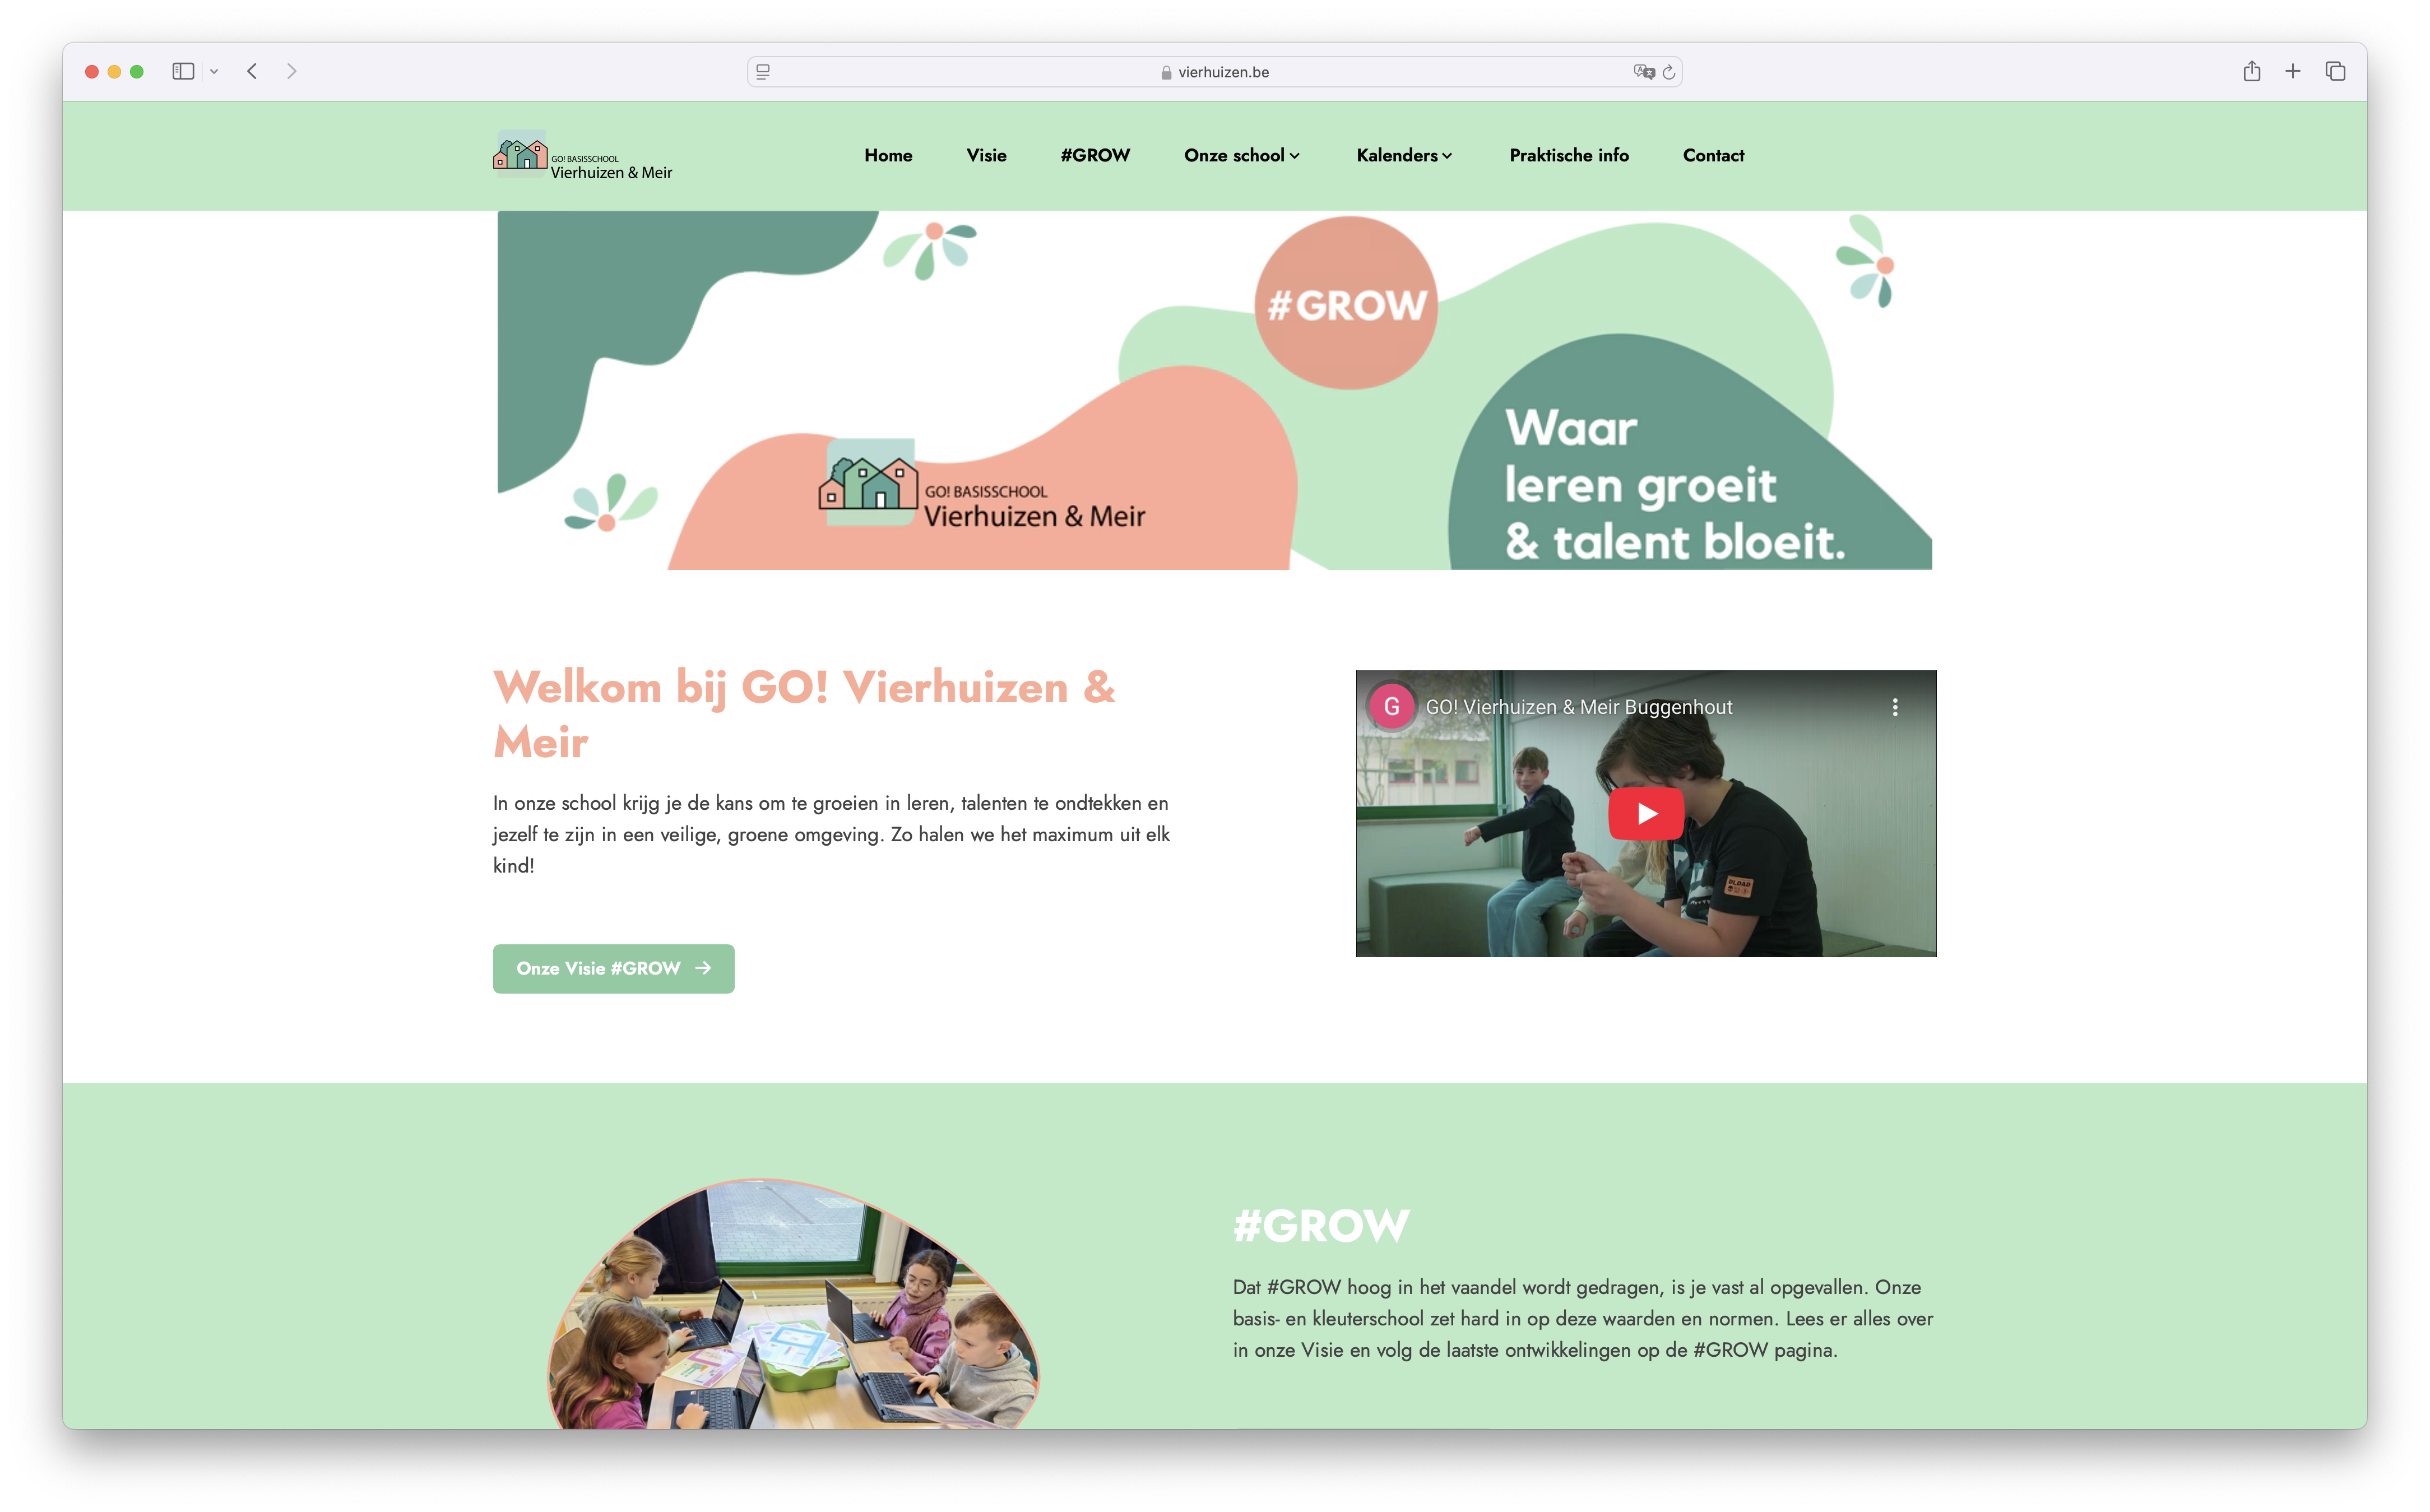 vierhuizen.be
GO! BASISSCHOOL
Vierhuizen & Meir
Home Visie #GROW Onze school Kalenders Praktische info Contact
#GROW
GO! BASISSCHOOL
Vierhuizen & Meir
Waar
leren groeit
& talent bloeit.
Welkom bij GO! Vierhuizen &
Meir
In onze school krijg je de kans om te groeien in leren, talenten te ondtekken en
jezelf te zijn in een veilige, groene omgeving. Zo halen we het maximum uit elk
kind!
Onze Visie #GROW
G GO! Vierhuizen & Meir Buggenhout
#GROW
Dat #GROW hoog in het vaandel wordt gedragen, is je vast al opgevallen. Onze
basis- en kleuterschool zet hard in op deze waarden en normen. Lees er alles over
in onze Visie en volg de laatste ontwikkelingen op de #GROW pagina.